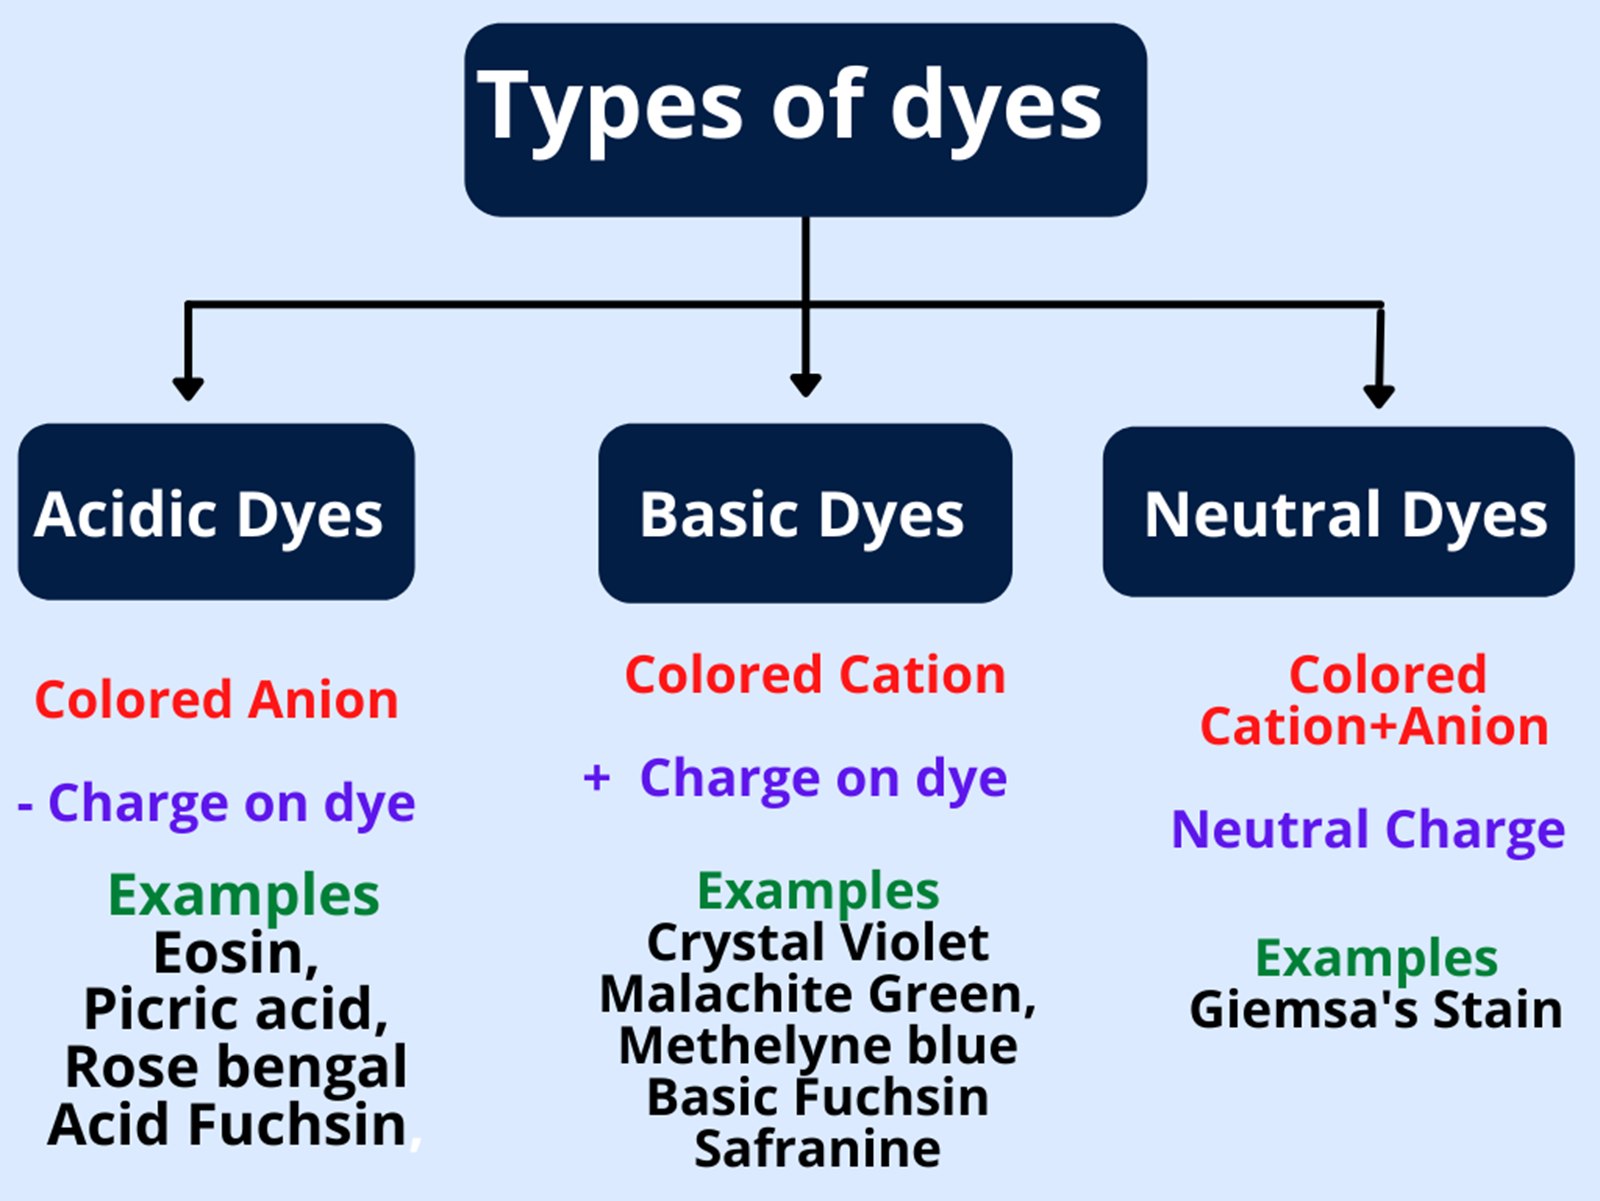 Types of dyes
Acidic Dyes
Colored Anion
- Charge on dye
Examples
Eosin,
Picric acid,
Rose bengal
Acid Fuchsin,
Basic Dyes
Colored Cation
+ Charge on dye
Examples
Crystal Violet
Malachite Green,
Methelyne blue
Basic Fuchsin
Safranine
Neutral Dyes
Colored
Cation+Anion
Neutral Charge
Examples
Giemsa's Stain